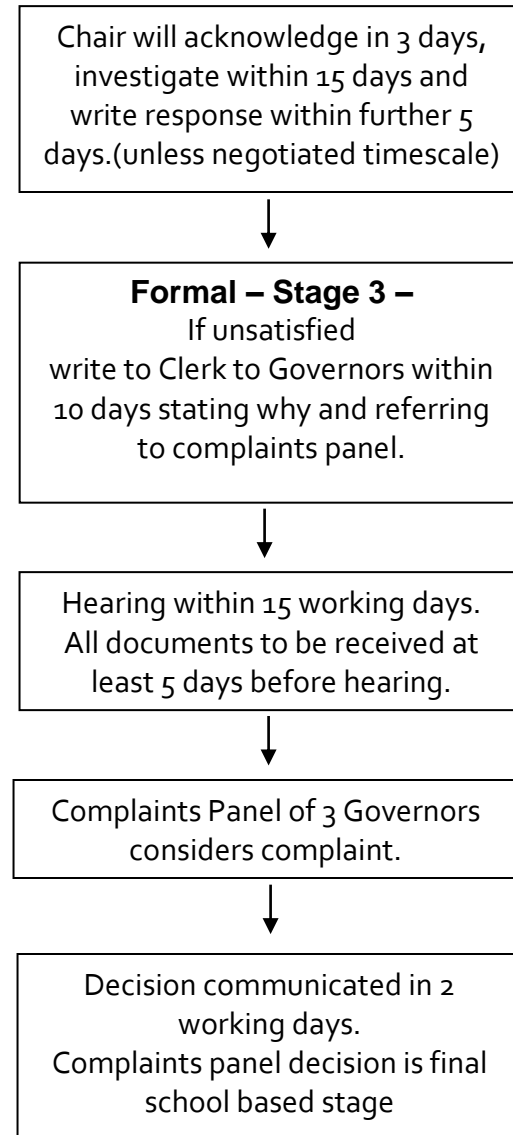 Chair will acknowledge in 3 days,
investigate within 15 days and
write response within further 5
days.(unless negotiated timescale)
Formal – Stage 3 –
If unsatisfied
write to Clerk to Governors within
10 days stating why and referring
to complaints panel.
Hearing within 15 working days.
All documents to be received at
least 5 days before hearing.
Complaints Panel of 3 Governors
considers complaint.
Decision communicated in 2
working days.
Complaints panel decision is final
school based stage